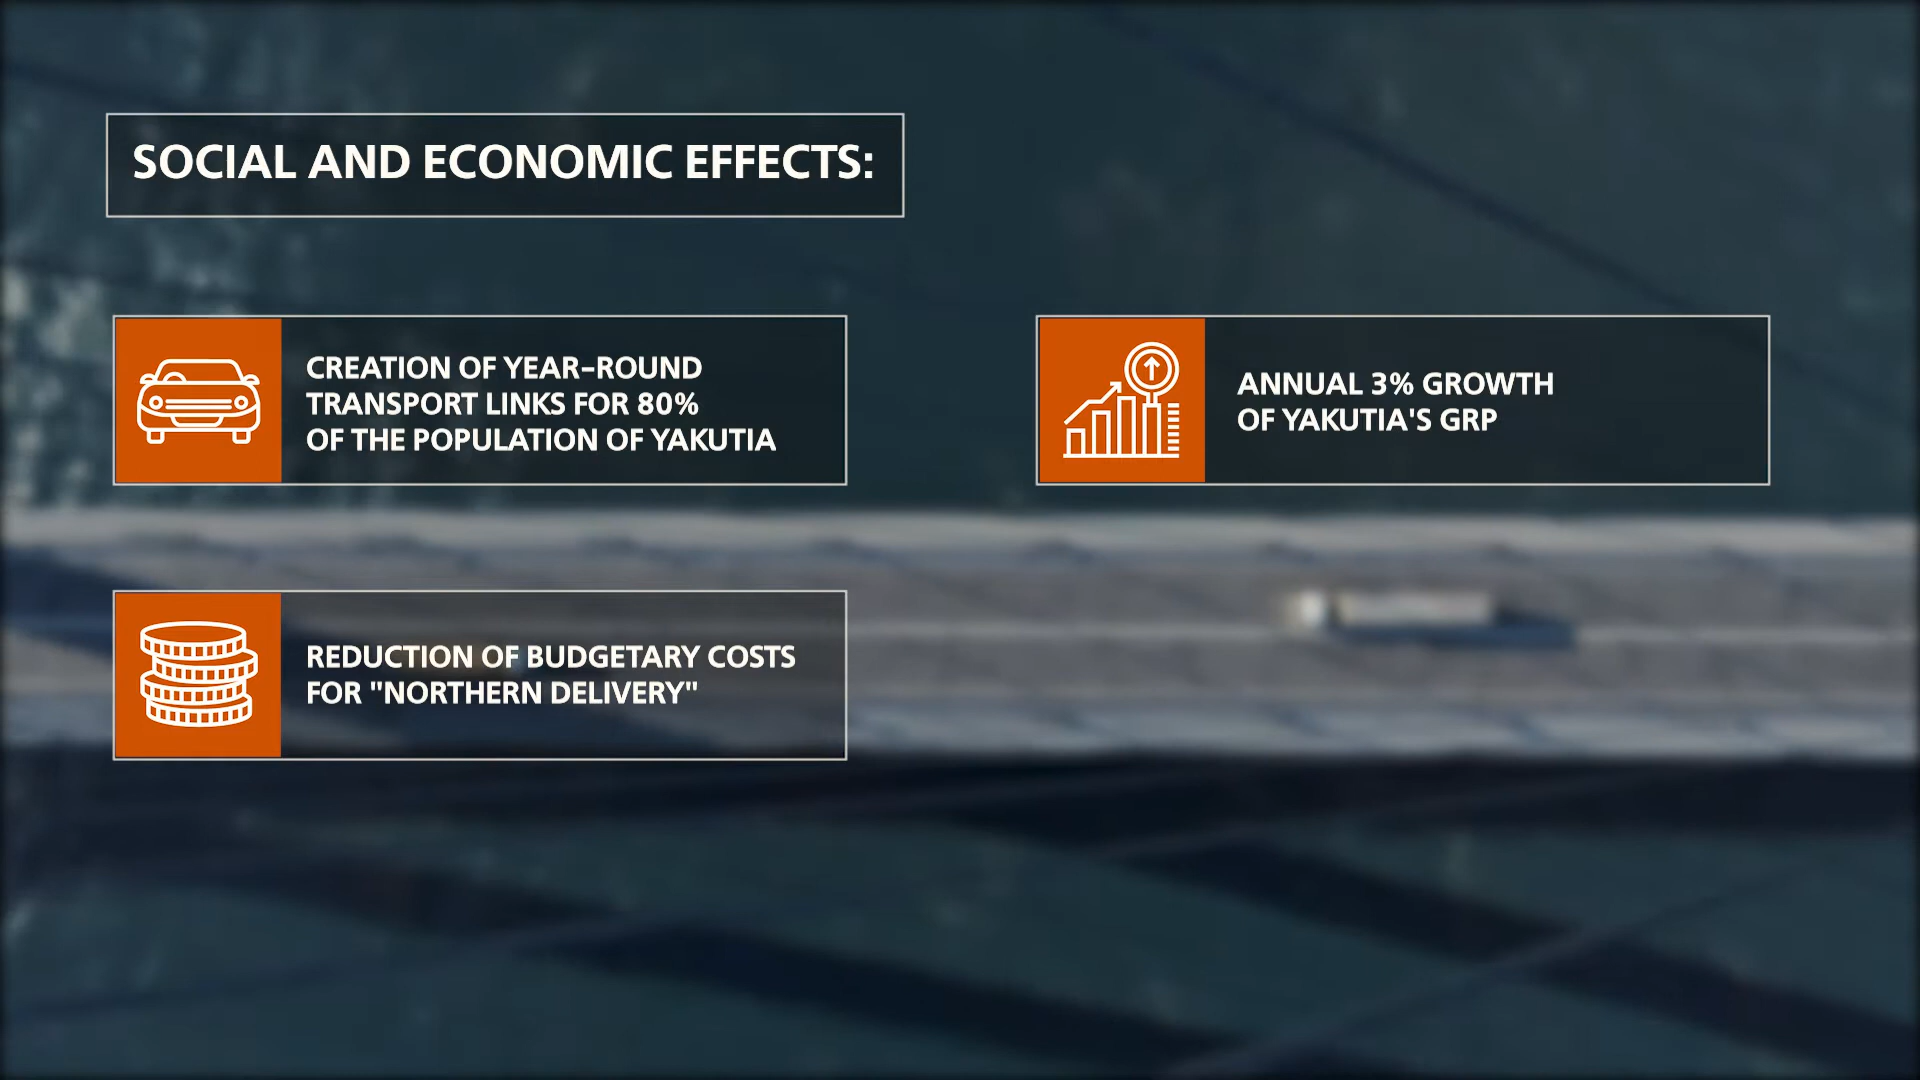 SOCIAL AND ECONOMIC EFFECTS:
CREATION OF YEAR-ROUND
TRANSPORT LINKS FOR 80%
OF THE POPULATION OF YAKUTIA
ANNUAL 3% GROWTH
OF YAKUTIA'S GRP
REDUCTION OF BUDGETARY COSTS
FOR "NORTHERN DELIVERY"